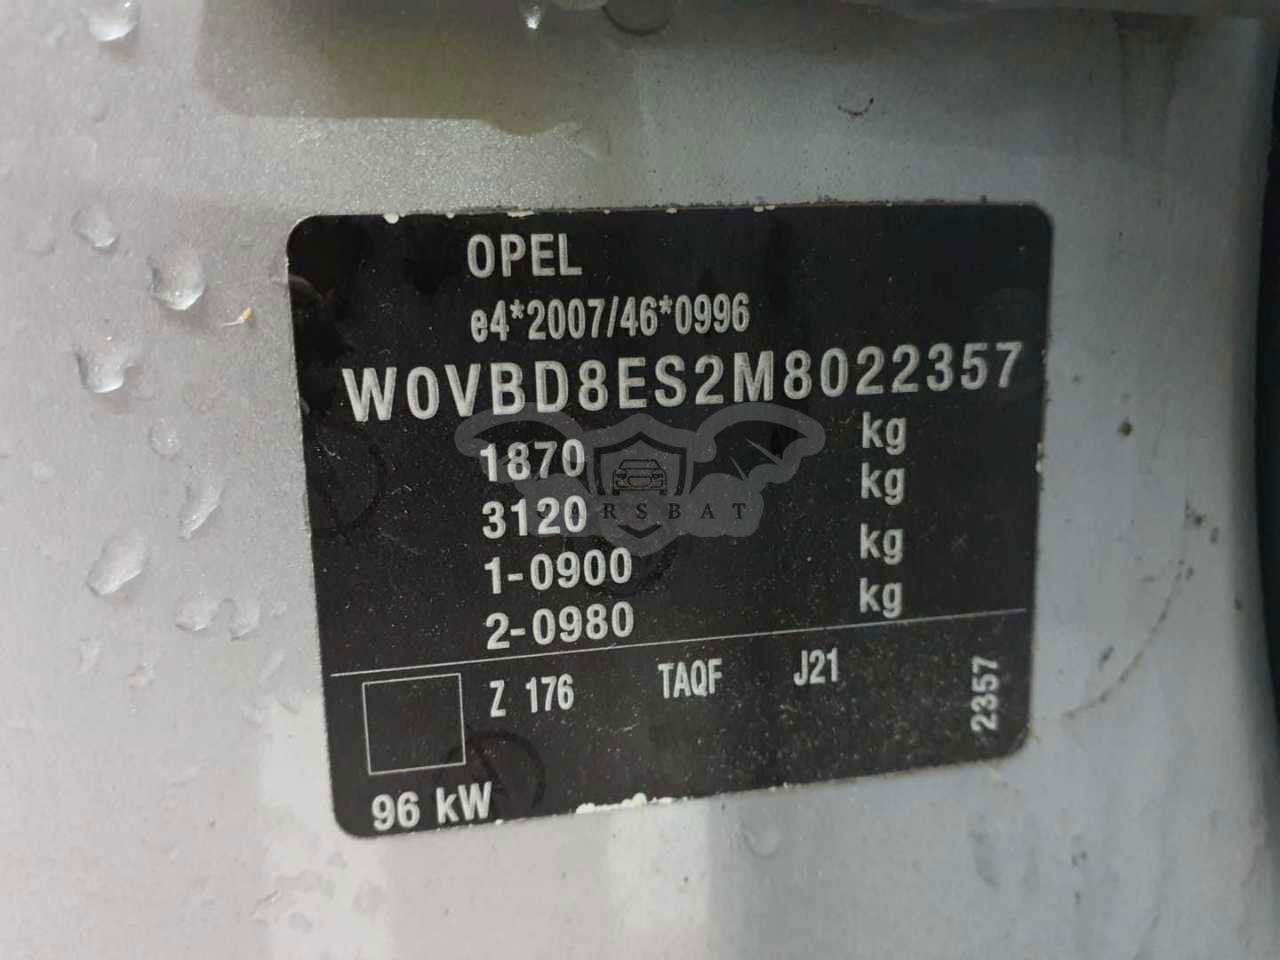 OPEL
e4*2007/46*0996
W0VBD8ES2M8022357
1870 kg
3120 kg
1-0900 kg
2-0980 kg
Z 176 TAQF J21
2357
96 kW
CARSBAT